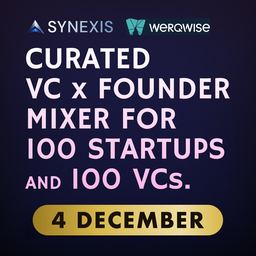 SYNEXIS WERQWISE
CURATED
VC x FOUNDER
MIXER FOR
100 STARTUPS
AND 100 VCs.
4 DECEMBER